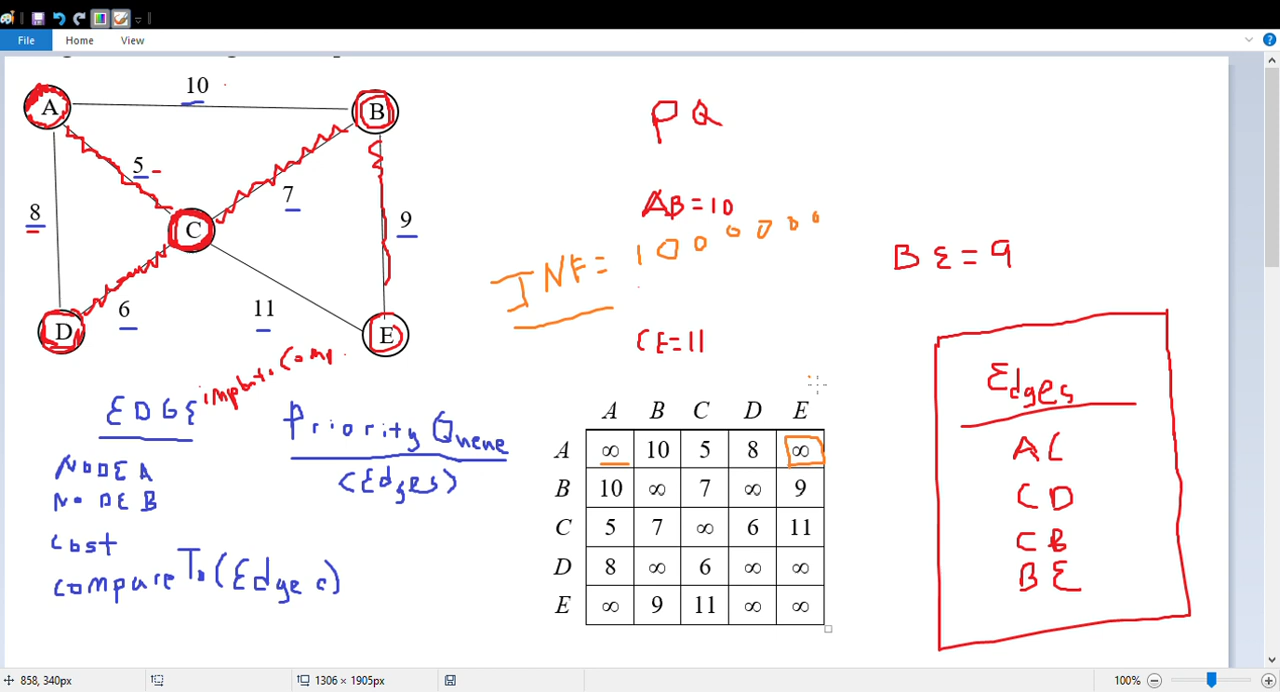 File Home View
10
A
B
PQ
5
8
7
9
AB=10
C
INF= 1000000
BE=9
6
11
D
E
CE=11
Edges
AC
CD
CB
BE
EDGE
Priority Queue
(Edges)
NODE A
NODE B
Cost
compareTo(Edge c)
A B C D E
A ∞ 10 5 8 ∞
B 10 ∞ 7 ∞ 9
C 5 7 ∞ 6 11
D 8 ∞ 6 ∞ ∞
E ∞ 9 11 ∞ ∞
858, 340px 1306 × 1905px 100%